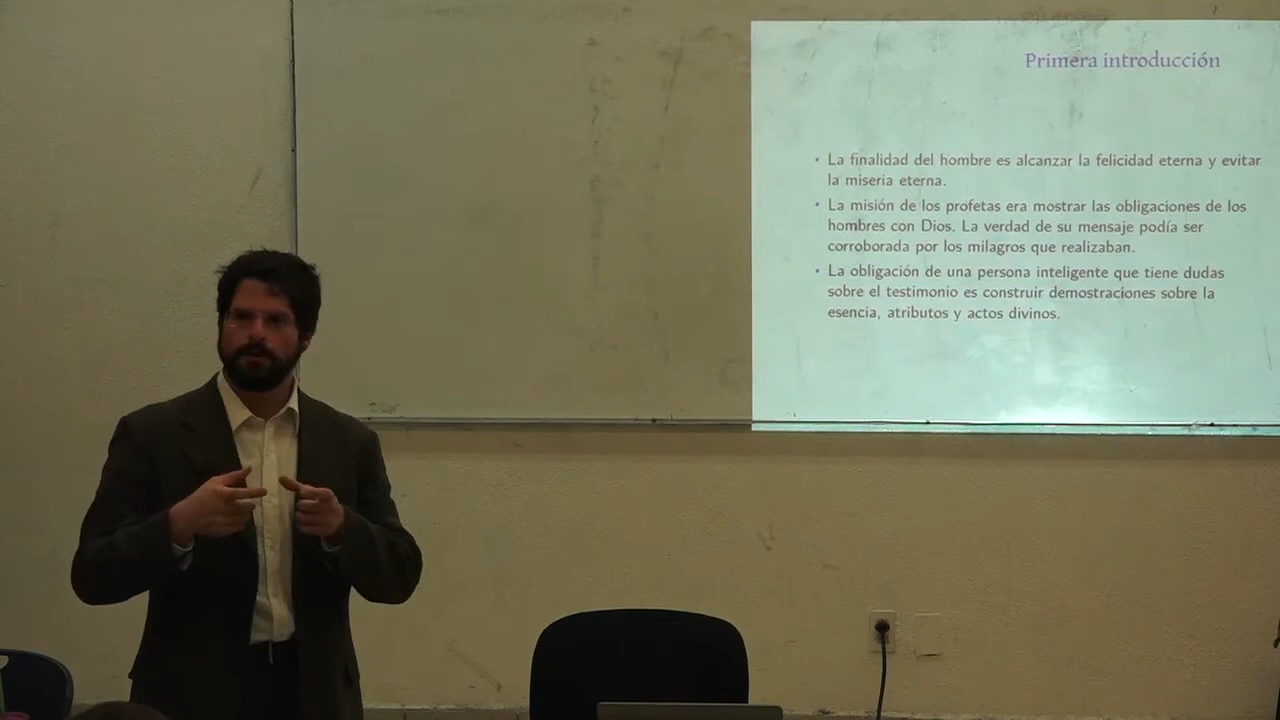 Primera introducción
• La finalidad del hombre es alcanzar la felicidad eterna y evitar
la miseria eterna.
• La misión de los profetas era mostrar las obligaciones de los
hombres con Dios. La verdad de su mensaje podía ser
corroborada por los milagros que realizaban.
• La obligación de una persona inteligente que tiene dudas
sobre el testimonio es construir demostraciones sobre la
esencia, atributos y actos divinos.